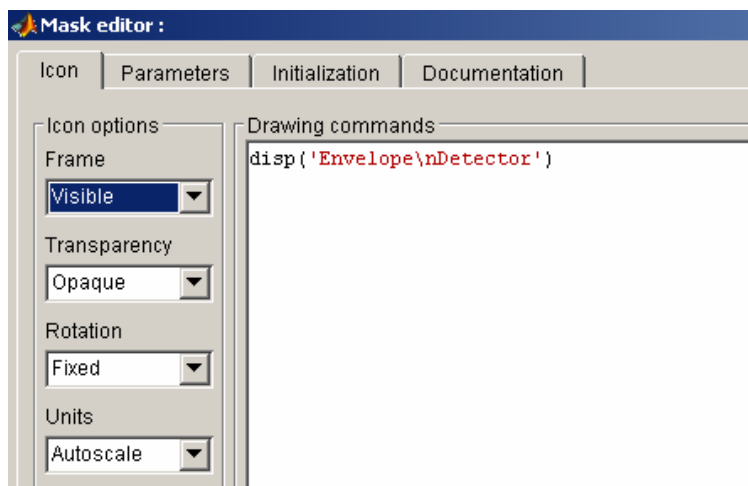 Mask editor :
Icon
Parameters
Initialization
Documentation
Icon options
Frame
Visible
Transparency
Opaque
Rotation
Fixed
Units
Autoscale
Drawing commands
disp('Envelope\nDetector')